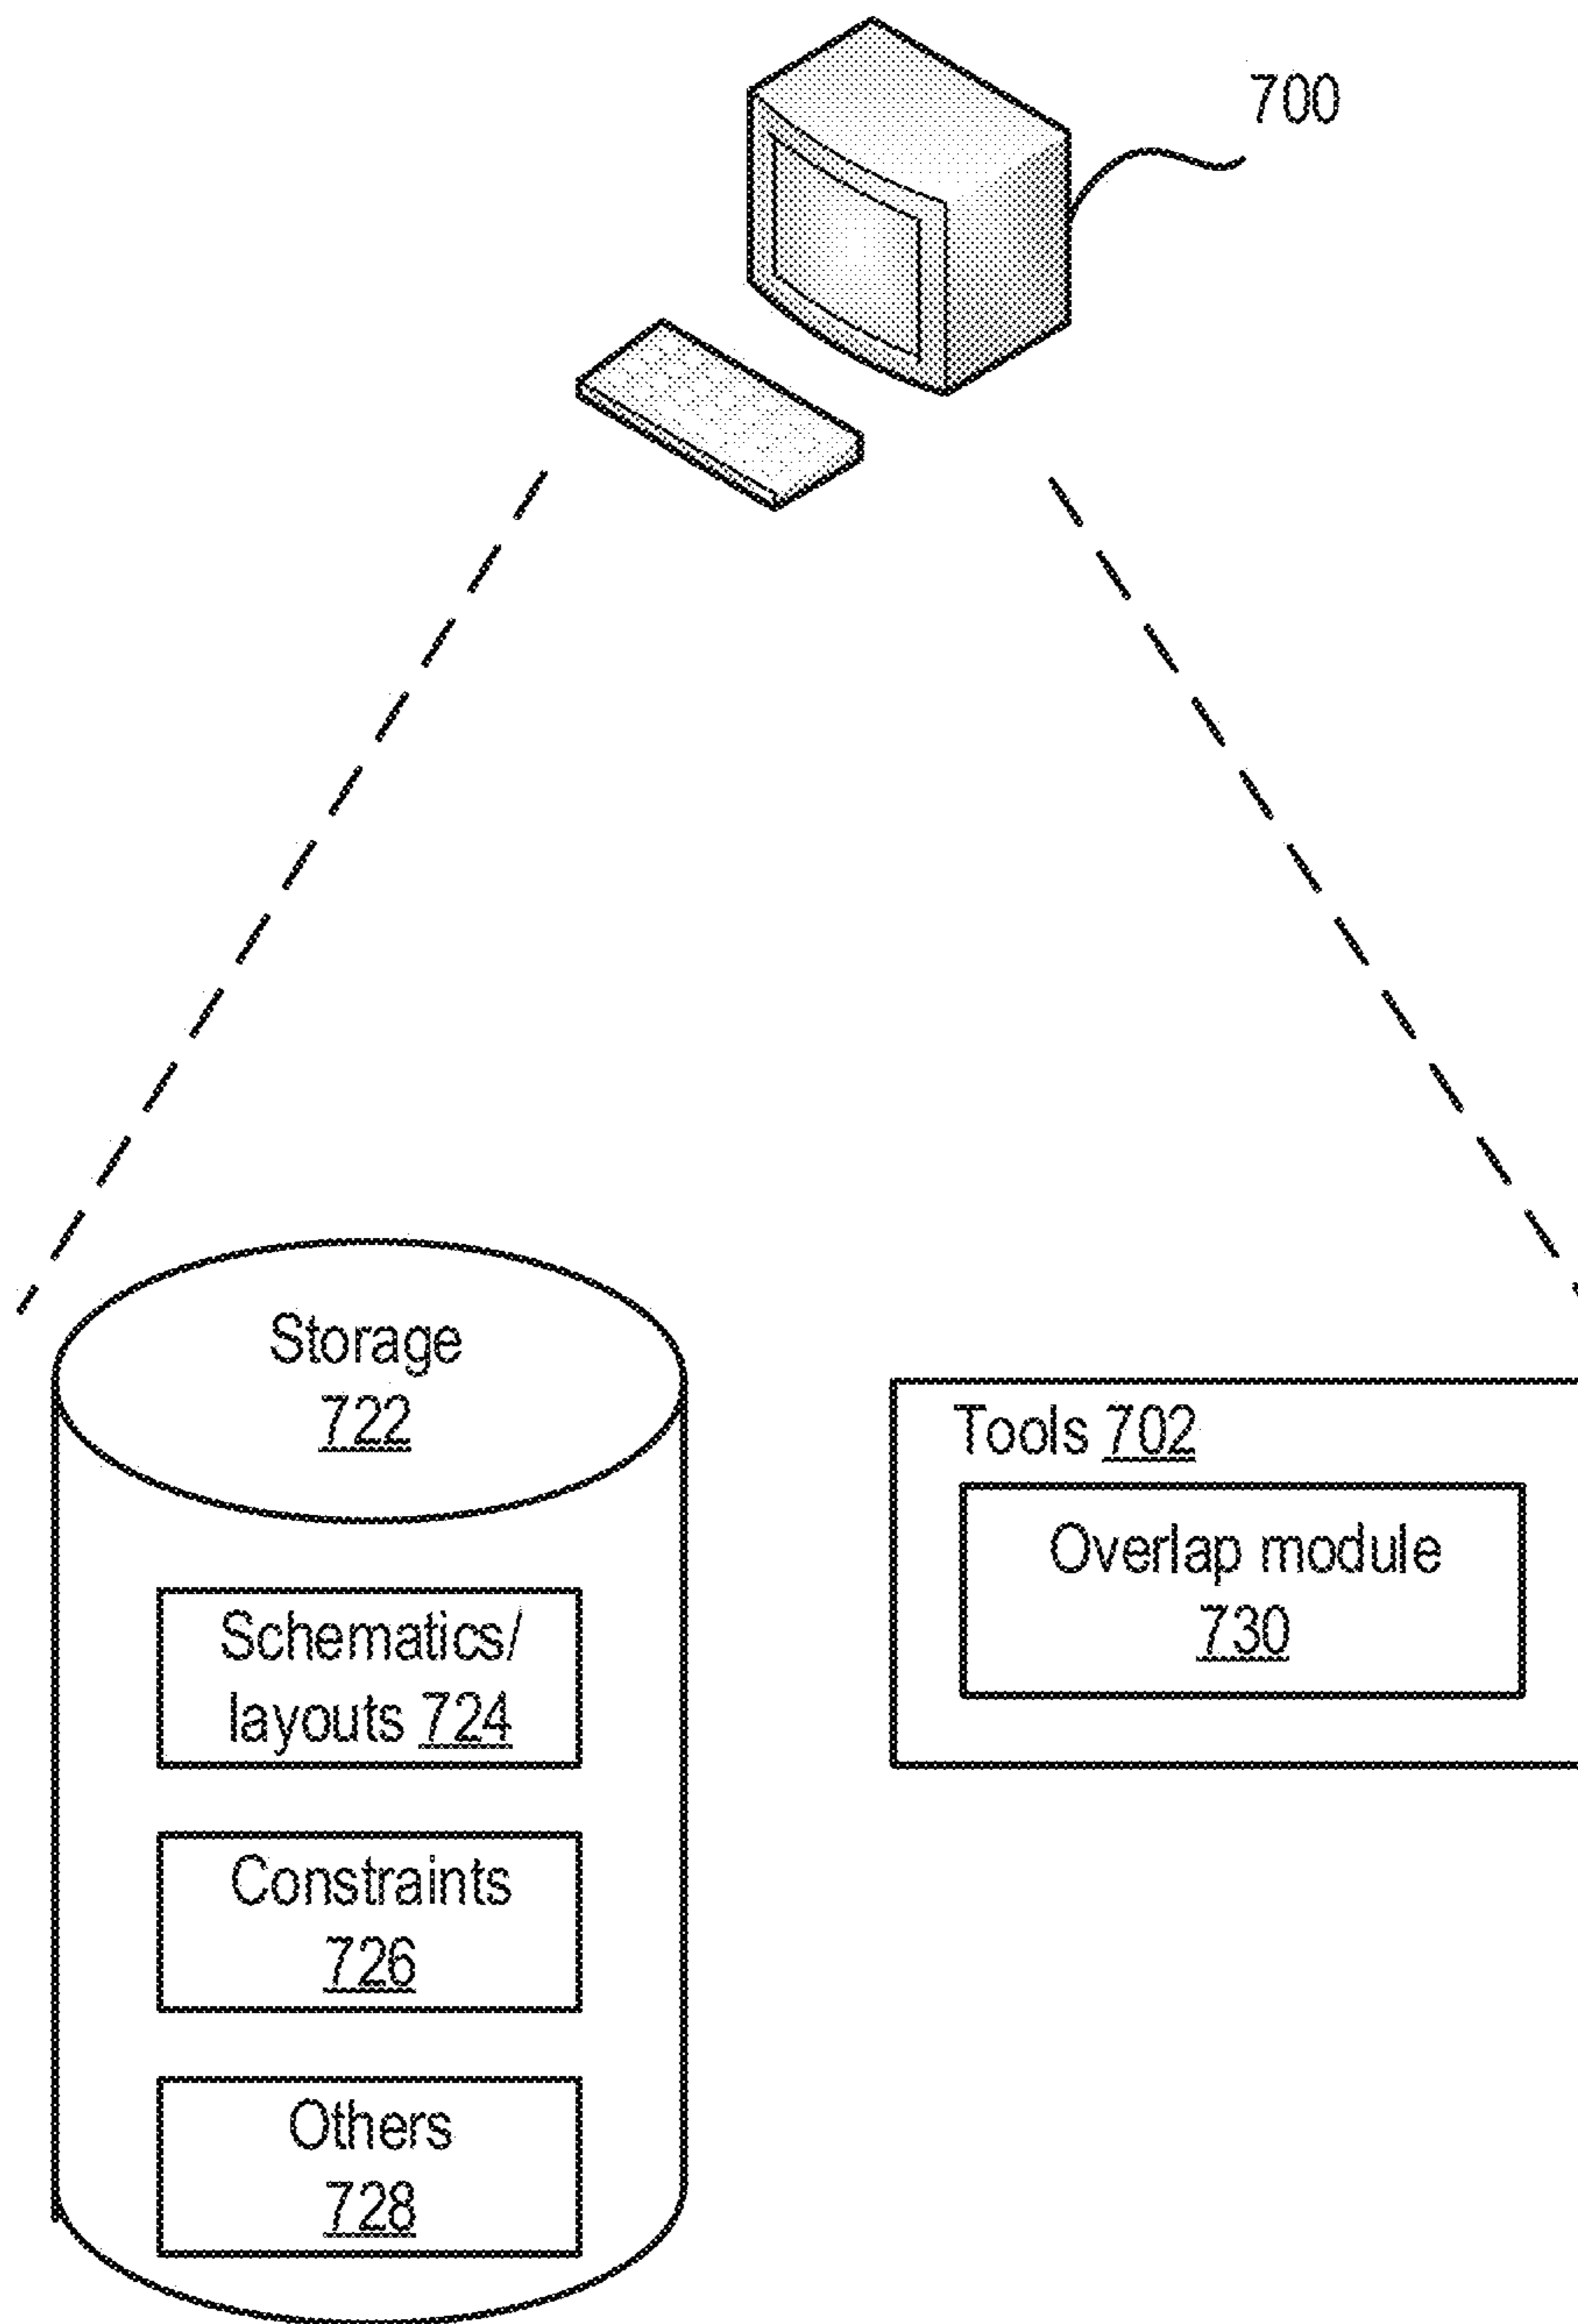 700
Storage
722
Schematics/
layouts 724
Constraints
726
Others
728
Tools 702
Overlap module
730